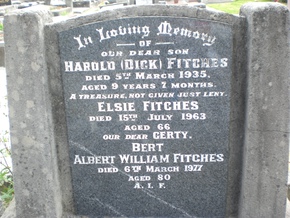 In Loving Memory
OF
OUR DEAR SON
HAROLD (DICK) FITCHES
DIED 5TH MARCH 1935.
AGED 9 YEARS 7 MONTHS.
A TREASURE, NOT GIVEN JUST LENT.
ELSIE FITCHES
DIED 15TH JULY 1963
AGED 66
OUR DEAR GERTY.
BERT
ALBERT WILLIAM FITCHES
DIED 6TH MARCH 1977
AGED 80
A.I.F.